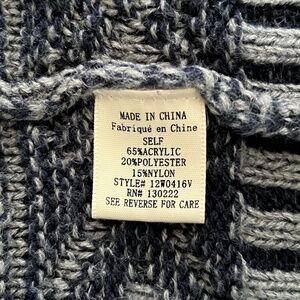 MADE IN CHINA
Fabriqué en Chine
SELF
65%ACRYLIC
20%POLYESTER
15%NYLON
STYLE# 12W0416V
RN# 130222
SEE REVERSE FOR CARE